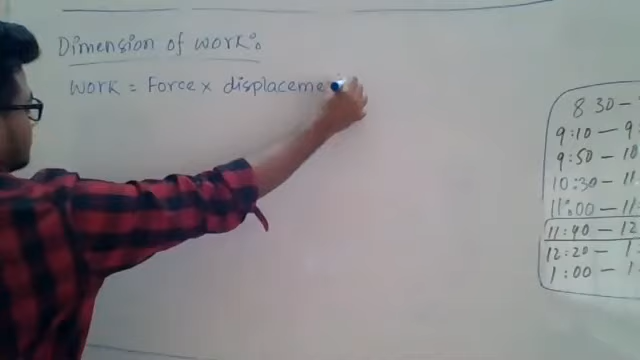 Dimension of work:
work = Force x displaceme
8 30 -
9:10 - 9
9:50 - 10
10:30 - 11
11:00 - 11
11:40 - 12
12:20 - 1
1:00 - 1